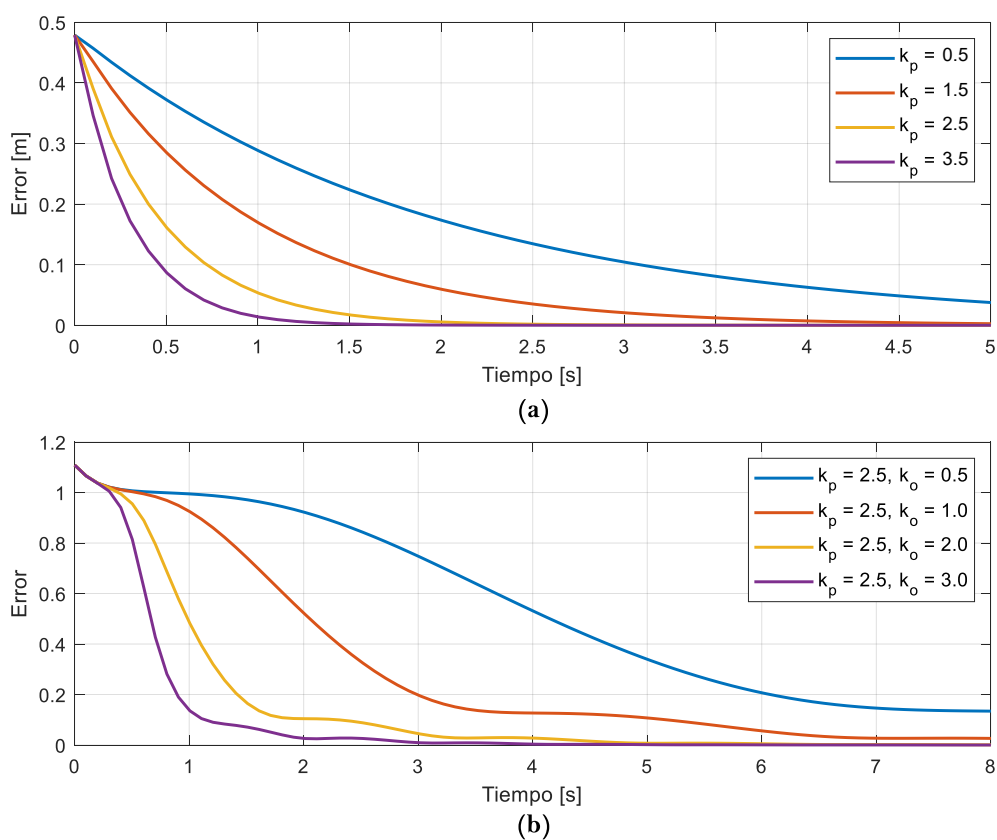 0.5
0.4
0.3
0.2
0.1
0
Error [m]
k_p = 0.5
k_p = 1.5
k_p = 2.5
k_p = 3.5
0 0.5 1 1.5 2 2.5 3 3.5 4 4.5 5
Tiempo [s]
(a)
1.2
1
0.8
0.6
0.4
0.2
0
Error
k_p = 2.5, k_o = 0.5
k_p = 2.5, k_o = 1.0
k_p = 2.5, k_o = 2.0
k_p = 2.5, k_o = 3.0
0 1 2 3 4 5 6 7 8
Tiempo [s]
(b)